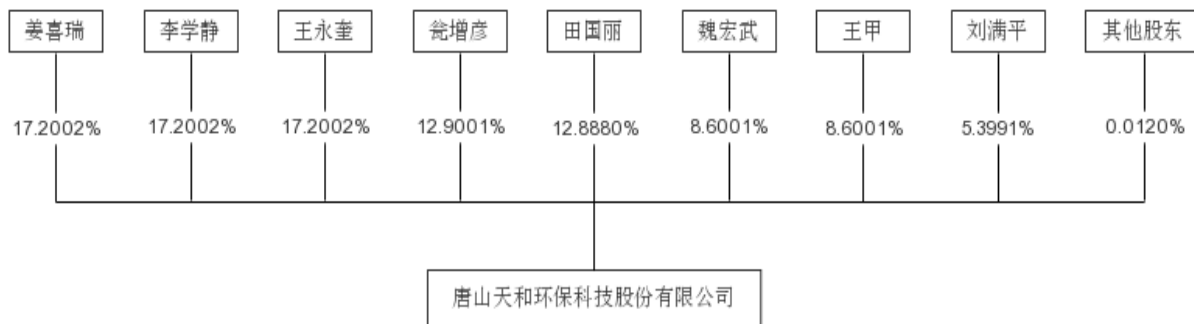 姜喜瑞 李学静 王永奎 瓮增彦 田国丽 魏宏武 王甲 刘满平 其他股东
17.2002% 17.2002% 17.2002% 12.9001% 12.8880% 8.6001% 8.6001% 5.3991% 0.0120%
唐山天和环保科技股份有限公司